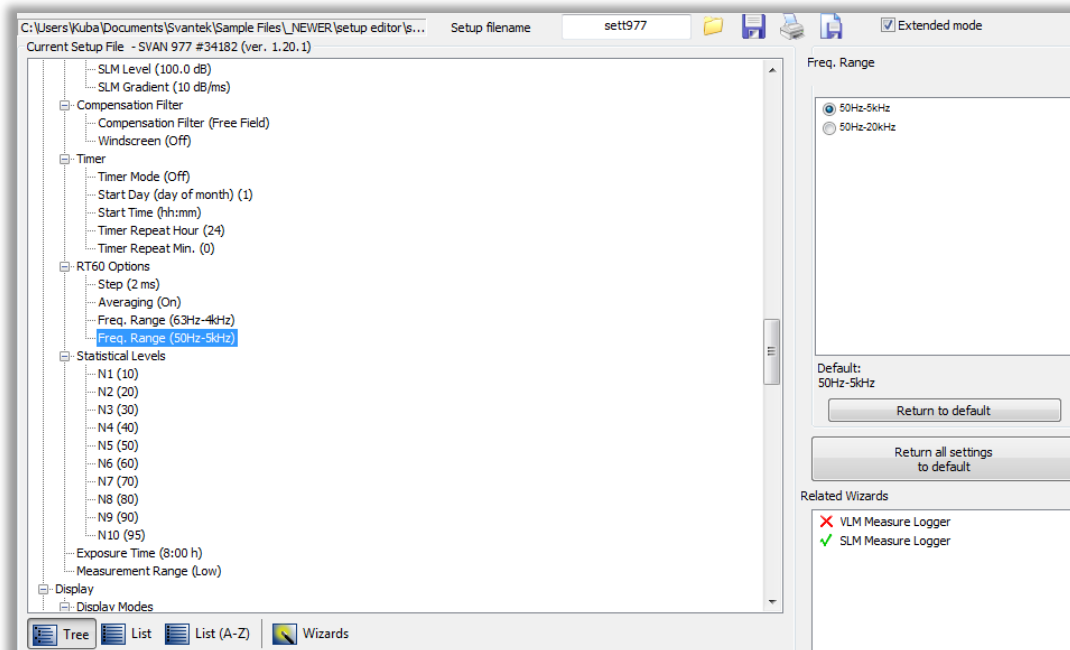 C:\Users\Kuba\Documents\Svantek\Sample Files\_NEWER\setup editor\s... Setup filename sett977 Extended mode
Current Setup File - SVAN 977 #34182 (ver. 1.20.1)
SLM Level (100.0 dB)
SLM Gradient (10 dB/ms)
Compensation Filter
Compensation Filter (Free Field)
Windscreen (Off)
Timer
Timer Mode (Off)
Start Day (day of month) (1)
Start Time (hh:mm)
Timer Repeat Hour (24)
Timer Repeat Min. (0)
RT60 Options
Step (2 ms)
Averaging (On)
Freq. Range (63Hz-4kHz)
Freq. Range (50Hz-5kHz)
Statistical Levels
N1 (10)
N2 (20)
N3 (30)
N4 (40)
N5 (50)
N6 (60)
N7 (70)
N8 (80)
N9 (90)
N10 (95)
Exposure Time (8:00 h)
Measurement Range (Low)
Display
Display Modes
Tree List List (A-Z) Wizards
Freq. Range
50Hz-5kHz
50Hz-20kHz
Default:
50Hz-5kHz
Return to default
Return all settings
to default
Related Wizards
VLM Measure Logger
SLM Measure Logger